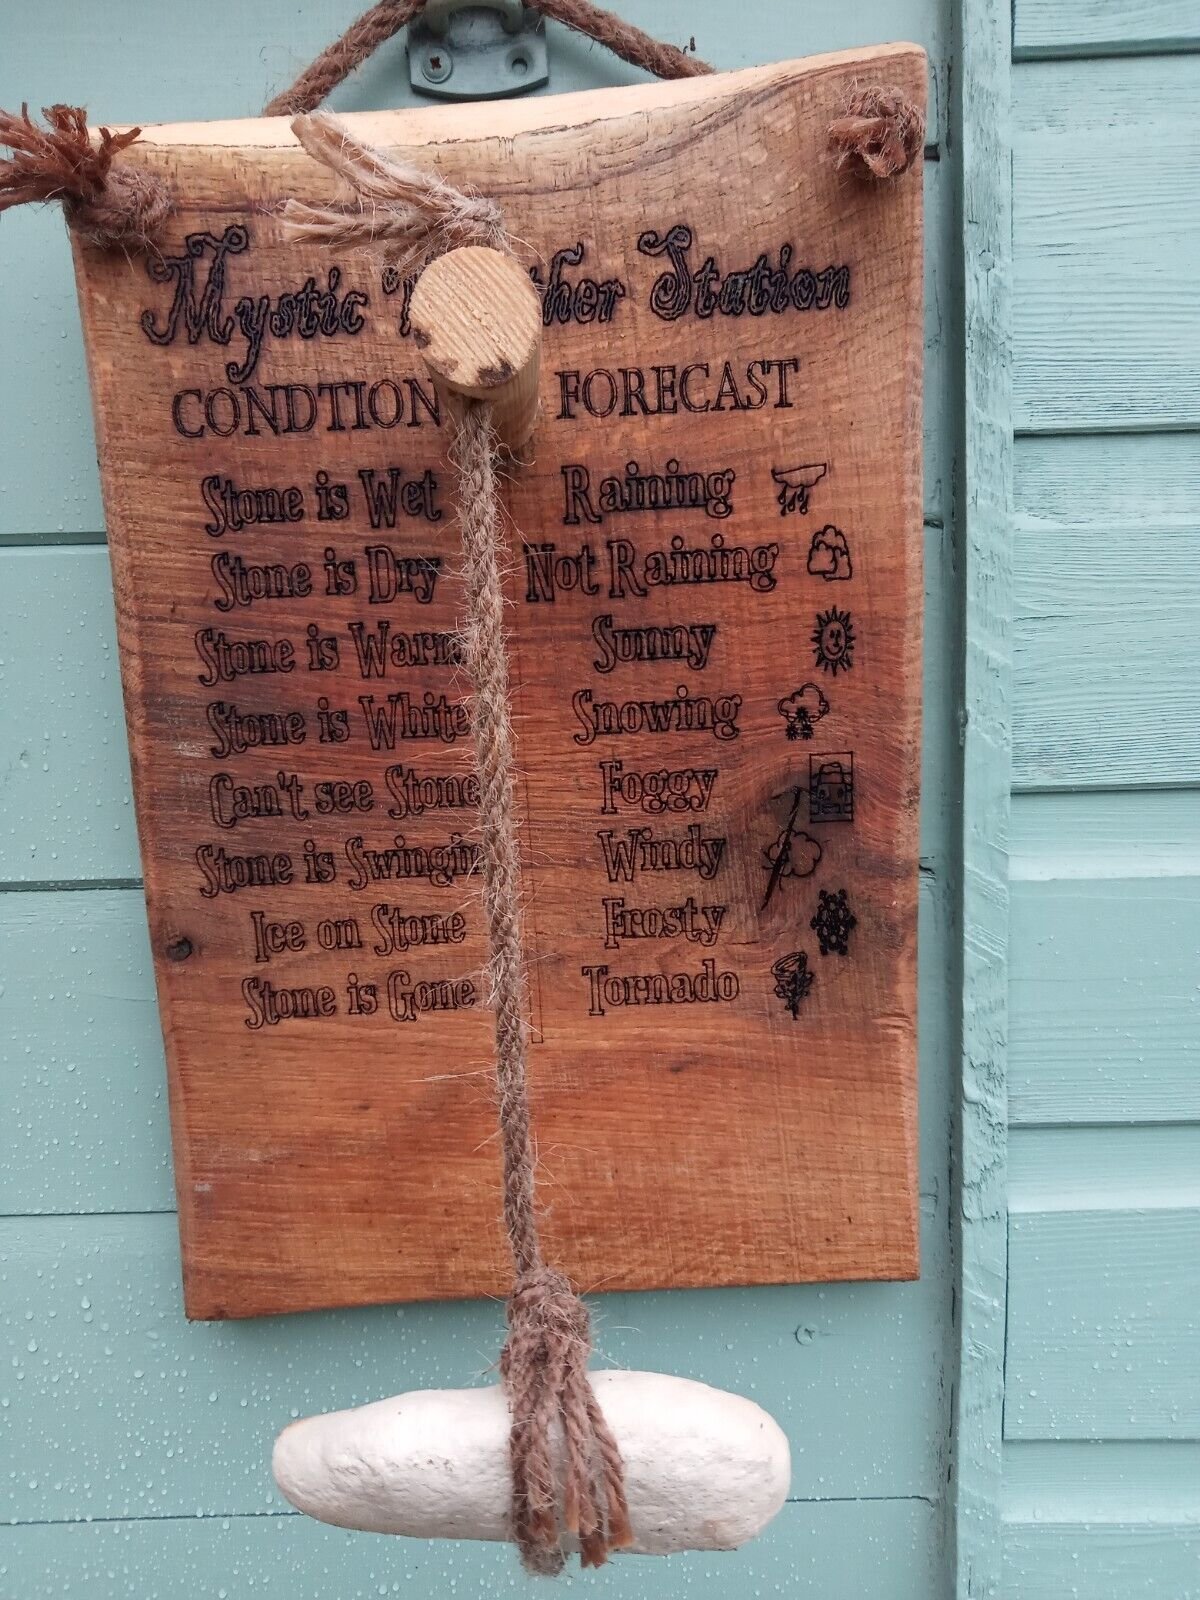 Mystic Weather Station
CONDTION FORECAST
Stone is Wet Raining
Stone is Dry Not Raining
Stone is Warm Sunny
Stone is White Snowing
Can't see Stone Foggy
Stone is Swinging Windy
Ice on Stone Frosty
Stone is Gone Tornado